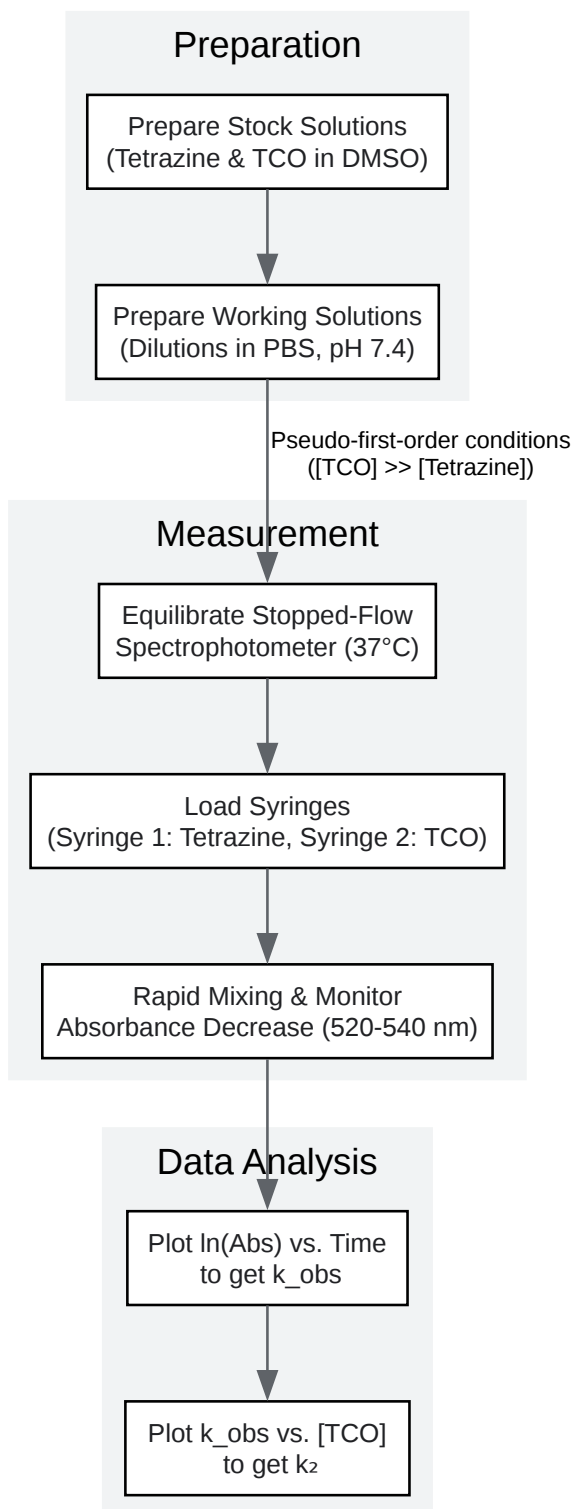 Preparation
Prepare Stock Solutions
(Tetrazine & TCO in DMSO)
Prepare Working Solutions
(Dilutions in PBS, pH 7.4)
Pseudo-first-order conditions
([TCO] >> [Tetrazine])
Measurement
Equilibrate Stopped-Flow
Spectrophotometer (37°C)
Load Syringes
(Syringe 1: Tetrazine, Syringe 2: TCO)
Rapid Mixing & Monitor
Absorbance Decrease (520-540 nm)
Data Analysis
Plot ln(Abs) vs. Time
to get k_obs
Plot k_obs vs. [TCO]
to get k₂